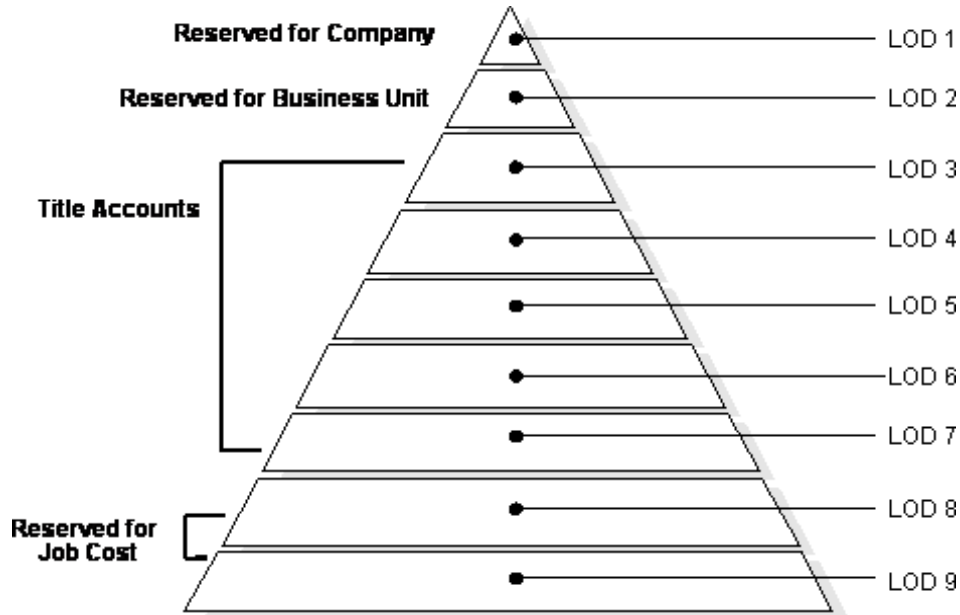 Reserved for Company
LOD 1
Reserved for Business Unit
LOD 2
LOD 3
Title Accounts
LOD 4
LOD 5
LOD 6
LOD 7
LOD 8
Reserved for
Job Cost
LOD 9